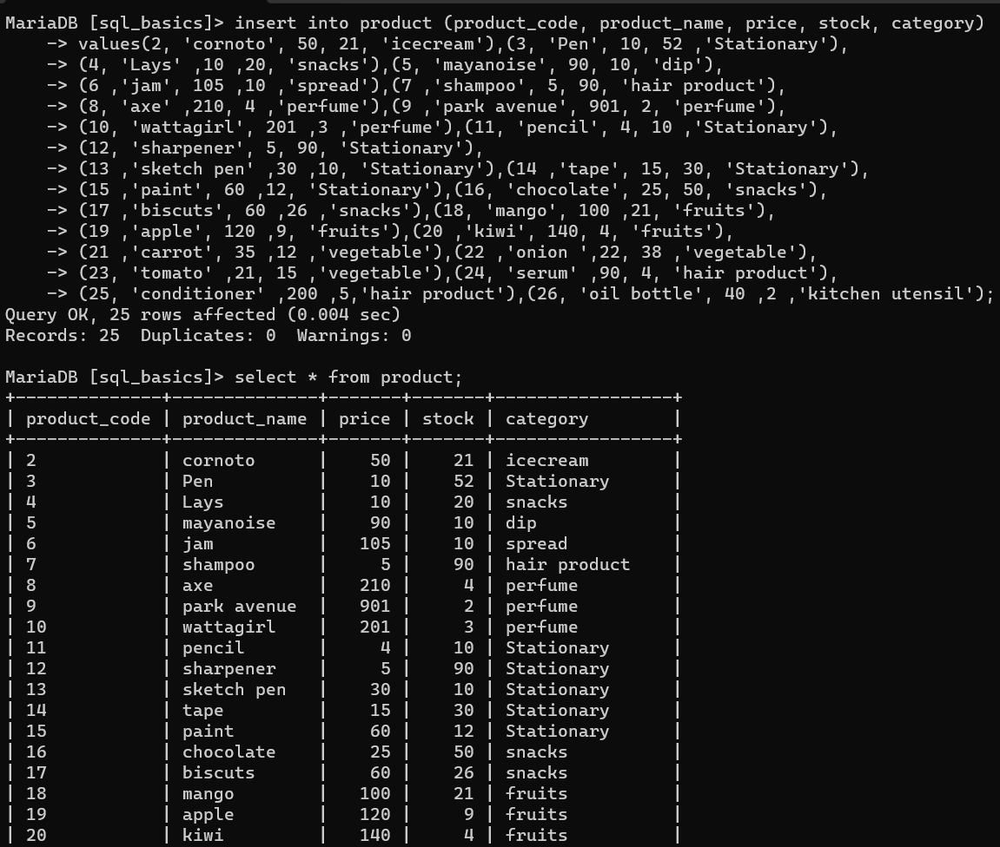 MariaDB [sql_basics]> insert into product (product_code, product_name, price, stock, category)
    -> values(2, 'cornoto', 50, 21, 'icecream'),(3, 'Pen', 10, 52 ,'Stationary'),
    -> (4, 'Lays' ,10 ,20, 'snacks'),(5, 'mayanoise', 90, 10, 'dip'),
    -> (6 ,'jam', 105 ,10 ,'spread'),(7 ,'shampoo', 5, 90, 'hair product'),
    -> (8, 'axe' ,210, 4 ,'perfume'),(9 ,'park avenue', 901, 2, 'perfume'),
    -> (10, 'wattagirl', 201 ,3 ,'perfume'),(11, 'pencil', 4, 10 ,'Stationary'),
    -> (12, 'sharpener', 5, 90, 'Stationary'),
    -> (13 ,'sketch pen' ,30 ,10, 'Stationary'),(14 ,'tape', 15, 30, 'Stationary'),
    -> (15 ,'paint', 60 ,12, 'Stationary'),(16, 'chocolate', 25, 50, 'snacks'),
    -> (17 ,'biscuts', 60 ,26 ,'snacks'),(18, 'mango', 100 ,21, 'fruits'),
    -> (19 ,'apple', 120 ,9, 'fruits'),(20 ,'kiwi', 140, 4, 'fruits'),
    -> (21 ,'carrot', 35 ,12 ,'vegetable'),(22 ,'onion ',22, 38 ,'vegetable'),
    -> (23, 'tomato' ,21, 15 ,'vegetable'),(24, 'serum' ,90, 4, 'hair product'),
    -> (25, 'conditioner' ,200 ,5,'hair product'),(26, 'oil bottle', 40 ,2 ,'kitchen utensil');
Query OK, 25 rows affected (0.004 sec)
Records: 25  Duplicates: 0  Warnings: 0
MariaDB [sql_basics]> select * from product;
+--------------+--------------+-------+-------+-----------------+
| product_code | product_name | price | stock | category        |
+--------------+--------------+-------+-------+-----------------+
| 2            | cornoto      |    50 |    21 | icecream        |
| 3            | Pen          |    10 |    52 | Stationary      |
| 4            | Lays         |    10 |    20 | snacks          |
| 5            | mayanoise    |    90 |    10 | dip             |
| 6            | jam          |   105 |    10 | spread          |
| 7            | shampoo      |     5 |    90 | hair product    |
| 8            | axe          |   210 |     4 | perfume         |
| 9            | park avenue  |   901 |     2 | perfume         |
| 10           | wattagirl    |   201 |     3 | perfume         |
| 11           | pencil       |     4 |    10 | Stationary      |
| 12           | sharpener    |     5 |    90 | Stationary      |
| 13           | sketch pen   |    30 |    10 | Stationary      |
| 14           | tape         |    15 |    30 | Stationary      |
| 15           | paint        |    60 |    12 | Stationary      |
| 16           | chocolate    |    25 |    50 | snacks          |
| 17           | biscuts      |    60 |    26 | snacks          |
| 18           | mango        |   100 |    21 | fruits          |
| 19           | apple        |   120 |     9 | fruits          |
| 20           | kiwi         |   140 |     4 | fruits          |